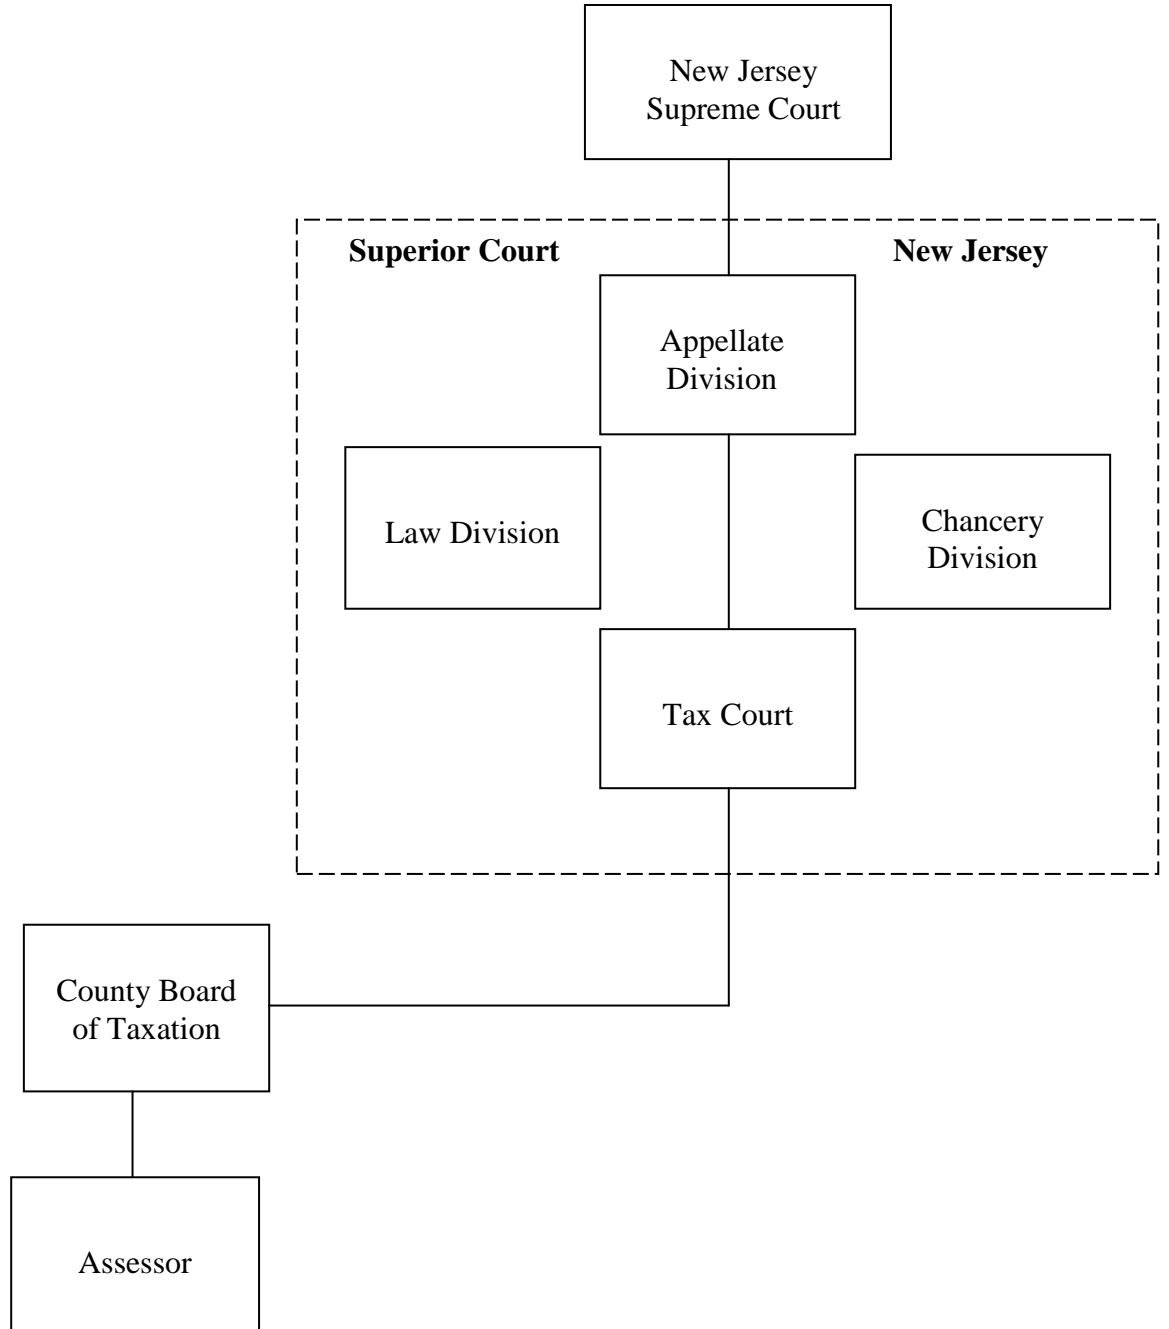 New Jersey
Supreme Court
Superior Court
New Jersey
Appellate
Division
Law Division
Chancery
Division
Tax Court
County Board
of Taxation
Assessor